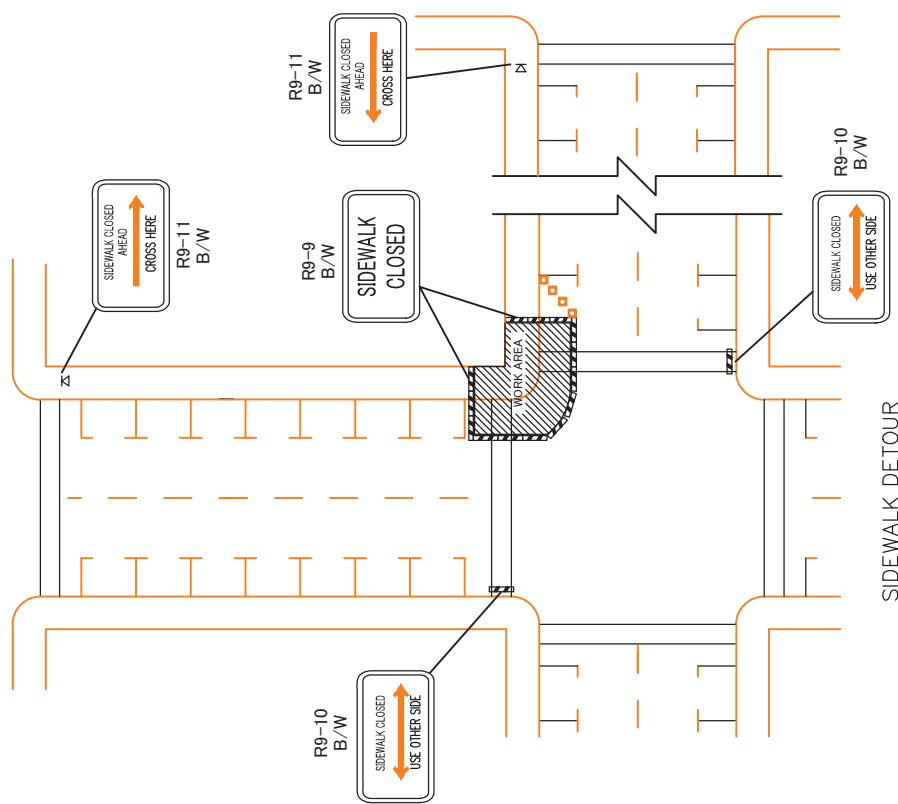 R9-11
B/W
SIDEWALK CLOSED
AHEAD
CROSS HERE
SIDEWALK CLOSED
AHEAD
CROSS HERE
R9-11
B/W
R9-9
B/W
SIDEWALK
CLOSED
R9-10
B/W
SIDEWALK CLOSED
USE OTHER SIDE
WORK AREA
R9-10
B/W
SIDEWALK CLOSED
USE OTHER SIDE
SIDEWALK DETOUR